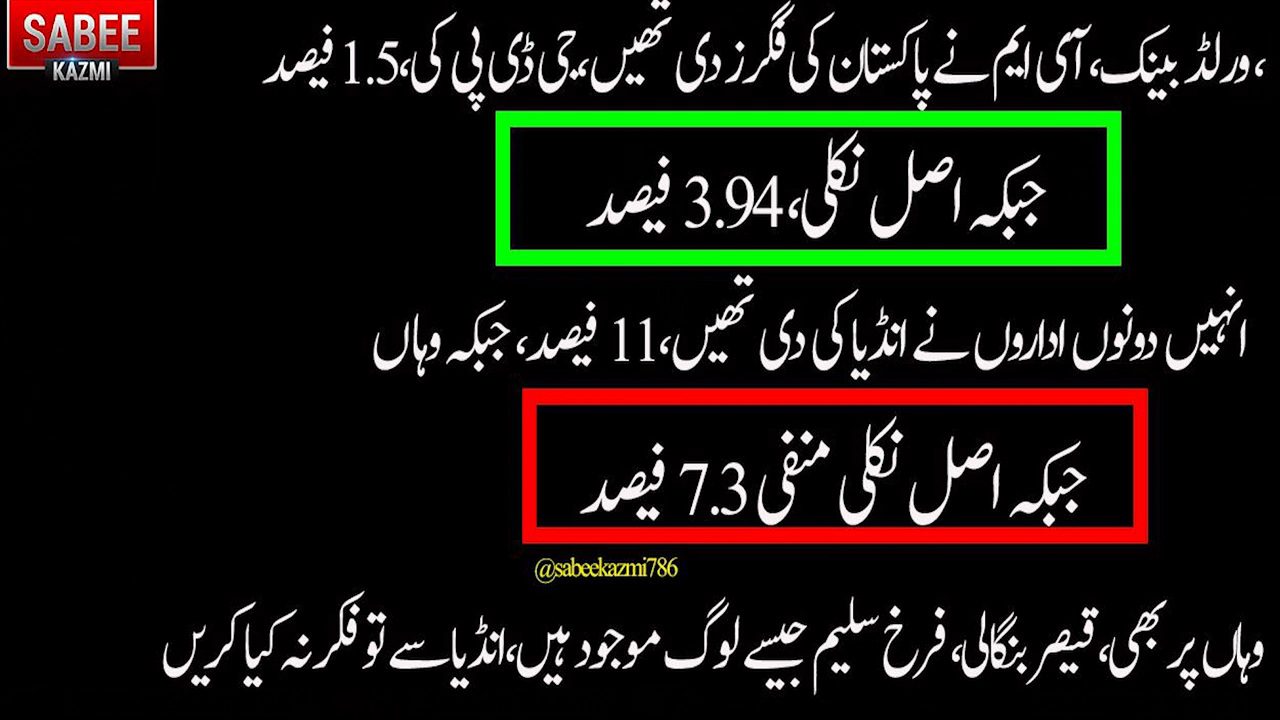 SABEE
KAZMI
،ورلڈ بینک، آئی ایم نے پاکستان کی فگرز دی تھیں، جی ڈی پی کی، 1.5 فیصد
جبکہ اصل نکلی، 3.94 فیصد
انہیں دونوں اداروں نے انڈیا کی دی تھیں، 11 فیصد، جبکہ وہاں
جبکہ اصل نکلی منفی 7.3 فیصد
@sabeekazmi786
وہاں پر بھی، قیصر بنگالی، فرخ سلیم جیسے لوگ موجود ہیں، انڈیا سے تو فکر نہ کیا کریں